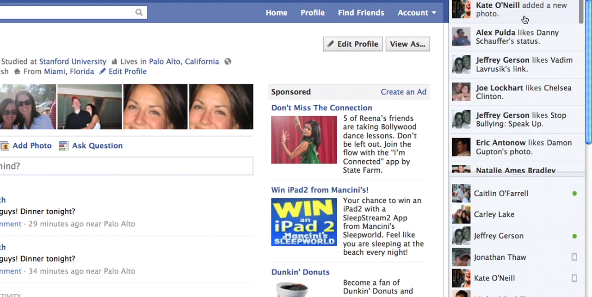 Home Profile Find Friends Account
Edit Profile View As...
Studied at Stanford University Lives in Palo Alto, California
sh From Miami, Florida Edit Profile
Add Photo Ask Question
mind?
th
guys! Dinner tonight?
mment · 29 minutes ago near Palo Alto
th
guys! Dinner tonight?
mment · 34 minutes ago near Palo Alto
CTIVITY
Sponsored Create an Ad
Don't Miss The Connection
5 of Reena's friends
are taking Bollywood
dance lessons. Don't
be left out. Join the
flow with the "I'm
Connected" app by
State Farm.
Win iPad2 from Mancini's!
WIN
an
iPad 2
Mancini's
SLEEPWORLD
Your chance to win an
iPad2 with a
SleepStream2 App
from Mancini's
Sleepworld. Feel like
you are sleeping at the
beach every night!
Dunkin' Donuts
Become a fan of
Dunkin' Donuts and
Kate O'Neill added a new
photo.
Alex Pulda likes Danny
Schauffer's status.
Jeffrey Gerson likes Vadim
Lavrusik's link.
Joe Lockhart likes Chelsea
Clinton.
Jeffrey Gerson likes Stop
Bullying: Speak Up.
Eric Antonow likes Damon
Gupton's photo.
Natalie Ames Bradley
Caitlin O'Farrell
Carley Lake
Jeffrey Gerson
Jonathan Thaw
Kate O'Neill